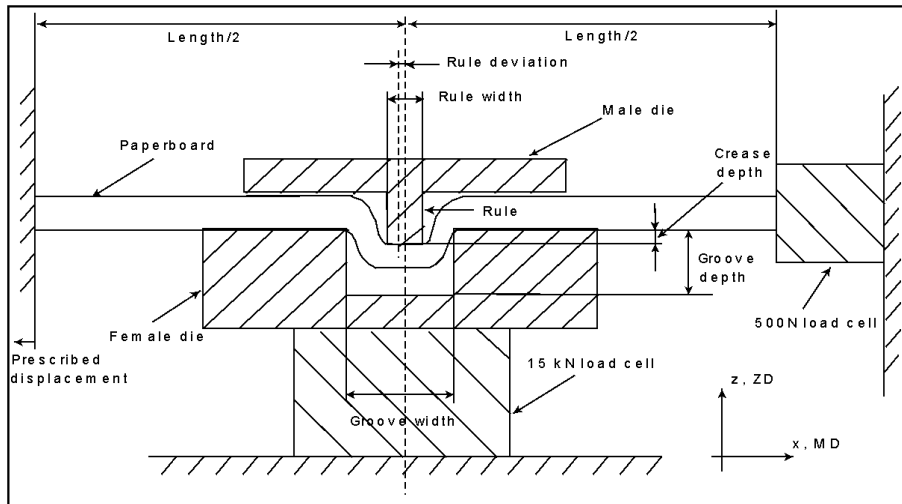 Length/2
Length/2
Rule deviation
Rule width
Male die
Paperboard
Crease
depth
Rule
Groove
depth
Female die
500N load cell
Prescribed
displacement
15 kN load cell
z, ZD
Groove width
x, MD